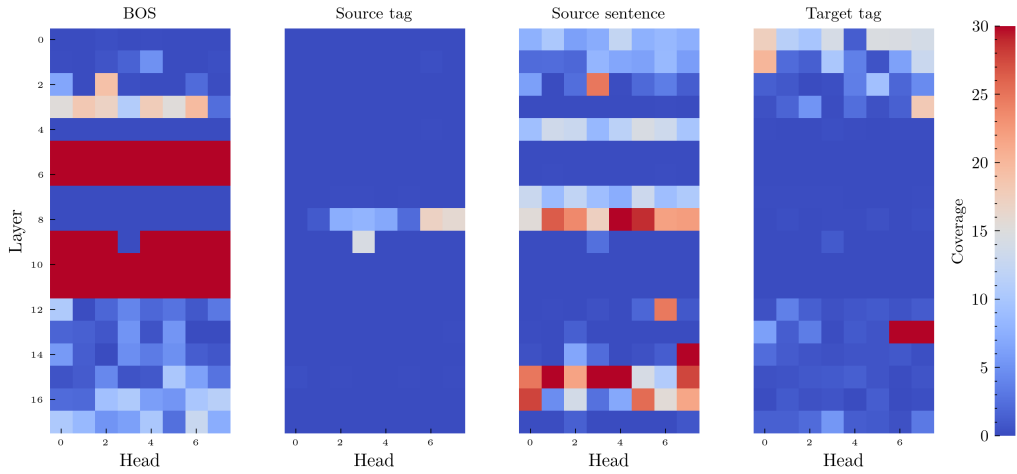 BOS
Source tag
Source sentence
Target tag
0
2
4
6
8
10
12
14
16
Layer
0 2 4 6
Head
0 2 4 6
Head
0 2 4 6
Head
0 2 4 6
Head
30
25
20
15
10
5
0
Coverage